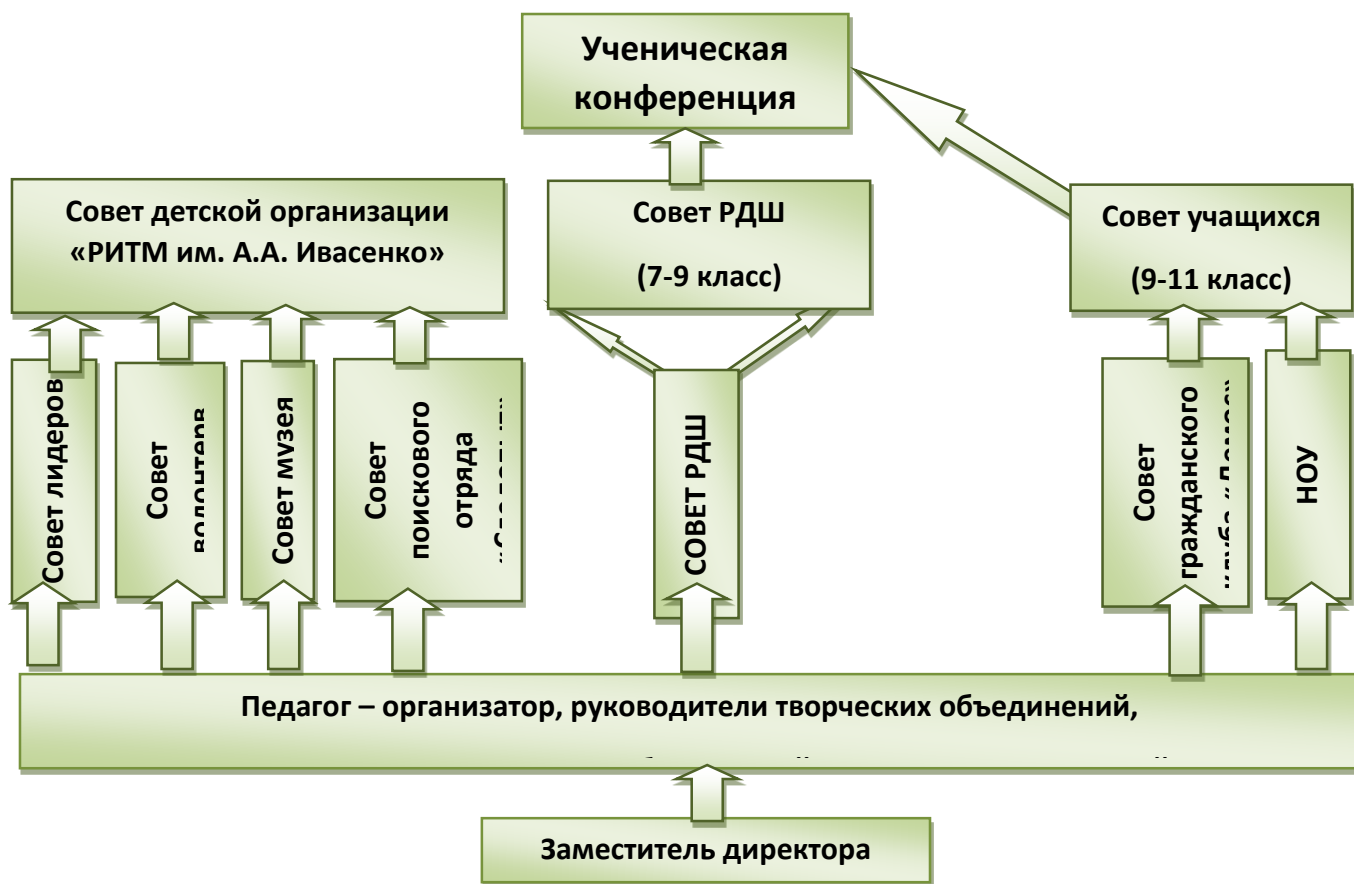 Ученическая
конференция
Совет детской организации
«РИТМ им. А.А. Ивасенко»
Совет РДШ
(7-9 класс)
Совет учащихся
(9-11 класс)
Совет лидеров
Совет
Совет музея
Совет
поискового
отряда
СОВЕТ РДШ
Совет
гражданского
НОУ
Педагог – организатор, руководители творческих объединений,
Заместитель директора